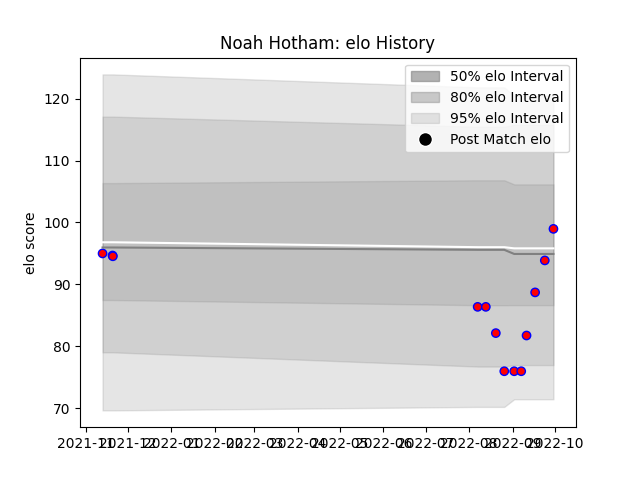 Noah Hotham: elo History
50% elo Interval
80% elo Interval
95% elo Interval
Post Match elo
elo score
120
110
100
90
80
70
2021-11 2021-12 2022-01 2022-02 2022-03 2022-04 2022-05 2022-06 2022-07 2022-08 2022-09 2022-10